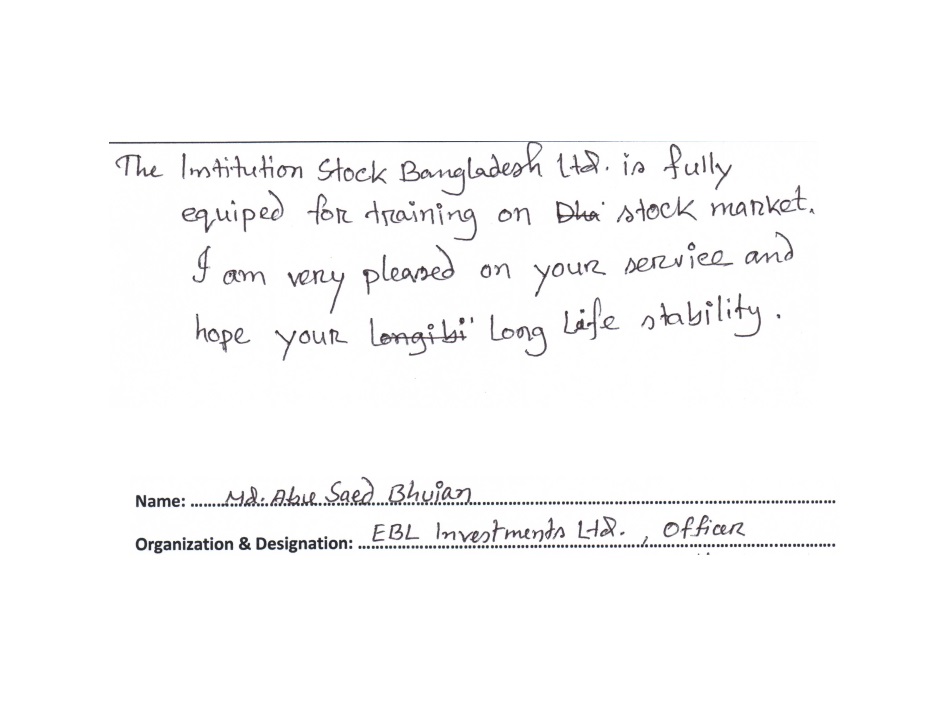 The Institution Stock Bangladesh Ltd. is fully
equiped for training on Dha stock market.
I am very pleased on your service and
hope your longibi long Life stability.
Name: Md. Abu Saed Bhuian
Organization & Designation: EBL Investments Ltd., Officer